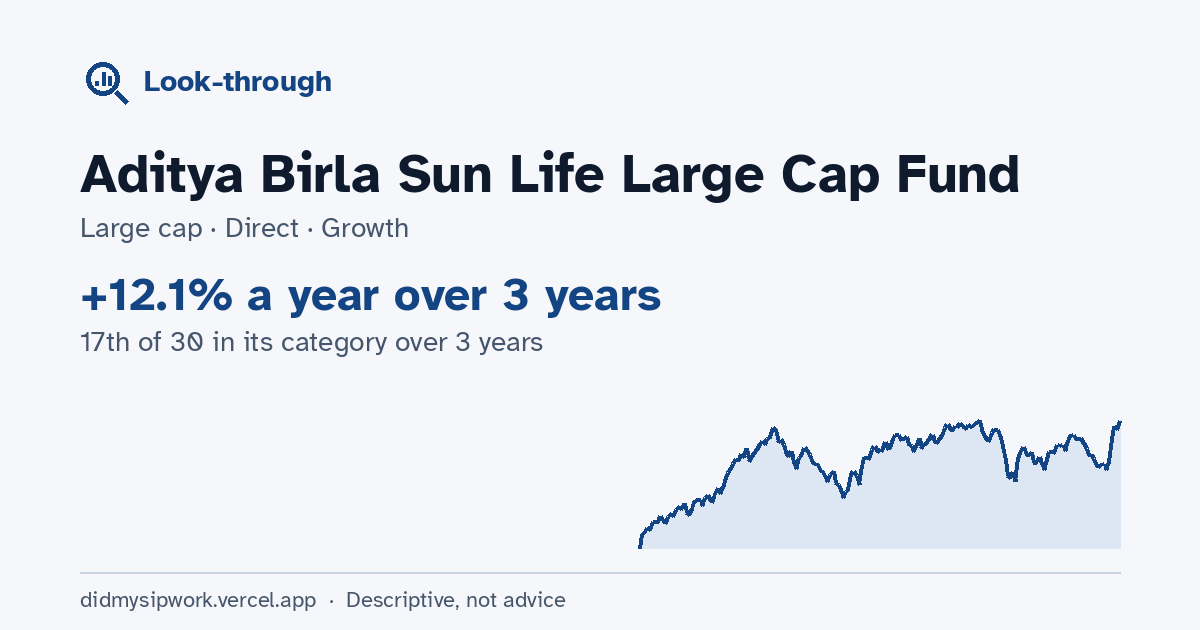 Look-through
Aditya Birla Sun Life Large Cap Fund
Large cap · Direct · Growth
+12.1% a year over 3 years
17th of 30 in its category over 3 years
didmysipwork.vercel.app · Descriptive, not advice